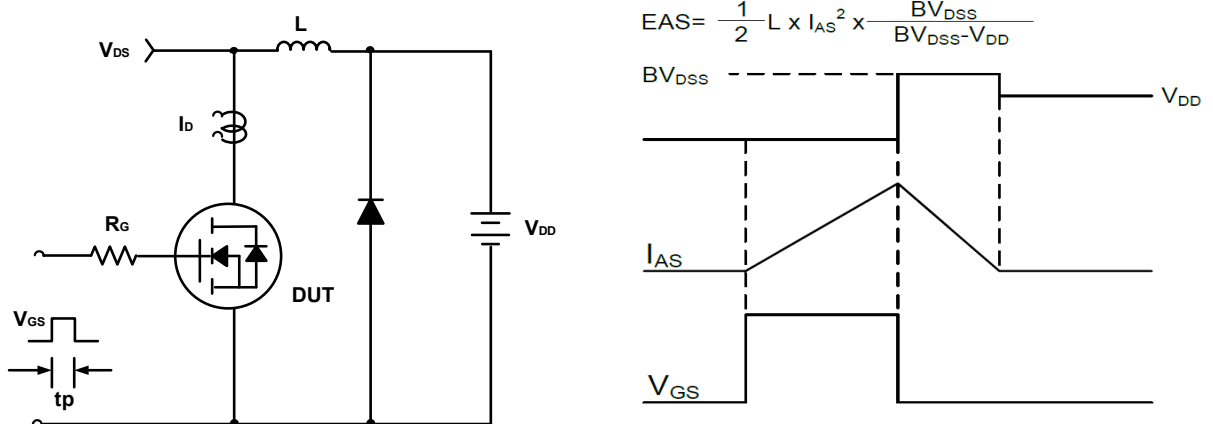 L
VDS
ID
RG
VDD
DUT
VGS
tp
EAS= 1/2 L x IAS² x BVDSS/BVDSS-VDD
BVDSS
VDD
IAS
VGS